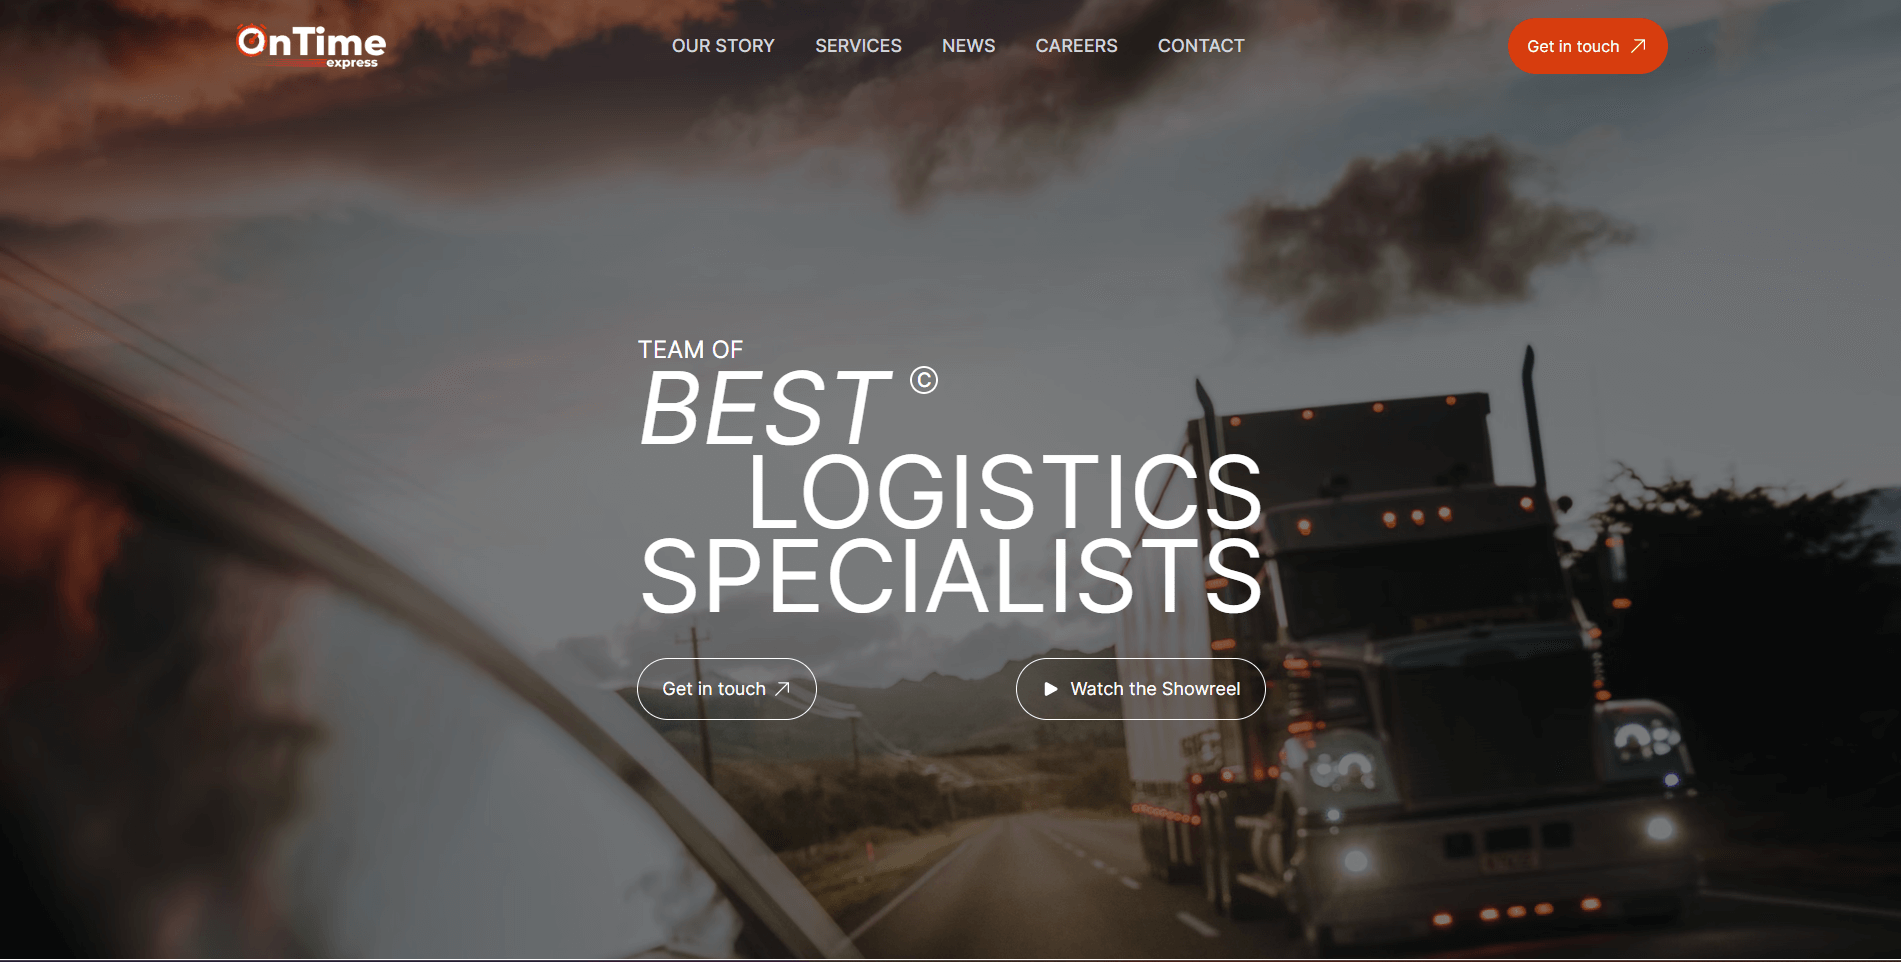 OnTime
express
OUR STORY
SERVICES
NEWS
CAREERS
CONTACT
Get in touch
TEAM OF
BEST ©
LOGISTICS
SPECIALISTS
Get in touch
Watch the Showreel